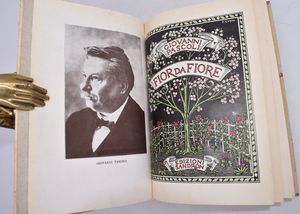 GIOVANNI PASCOLI
GIOVANNI
PASCOLI
FIOR DA FIORE
EDIZIONI
SANDRON